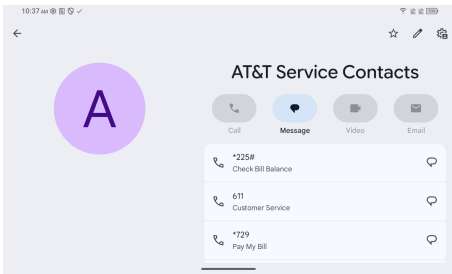 10:37 AM
A
AT&T Service Contacts
Call Message Video Email
*225#
Check Bill Balance
611
Customer Service
*729
Pay My Bill